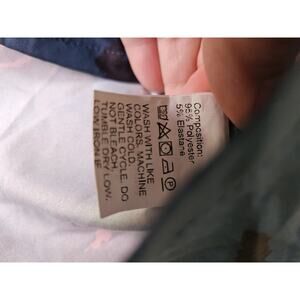 Composition:
95% Polyester
5% Elastane
WASH WITH LIKE
COLORS. MACHINE
WASH COLD.
GENTLE CYCLE. DO
NOT BLEACH.
TUMBLE DRY LOW.
LOW IRON IF